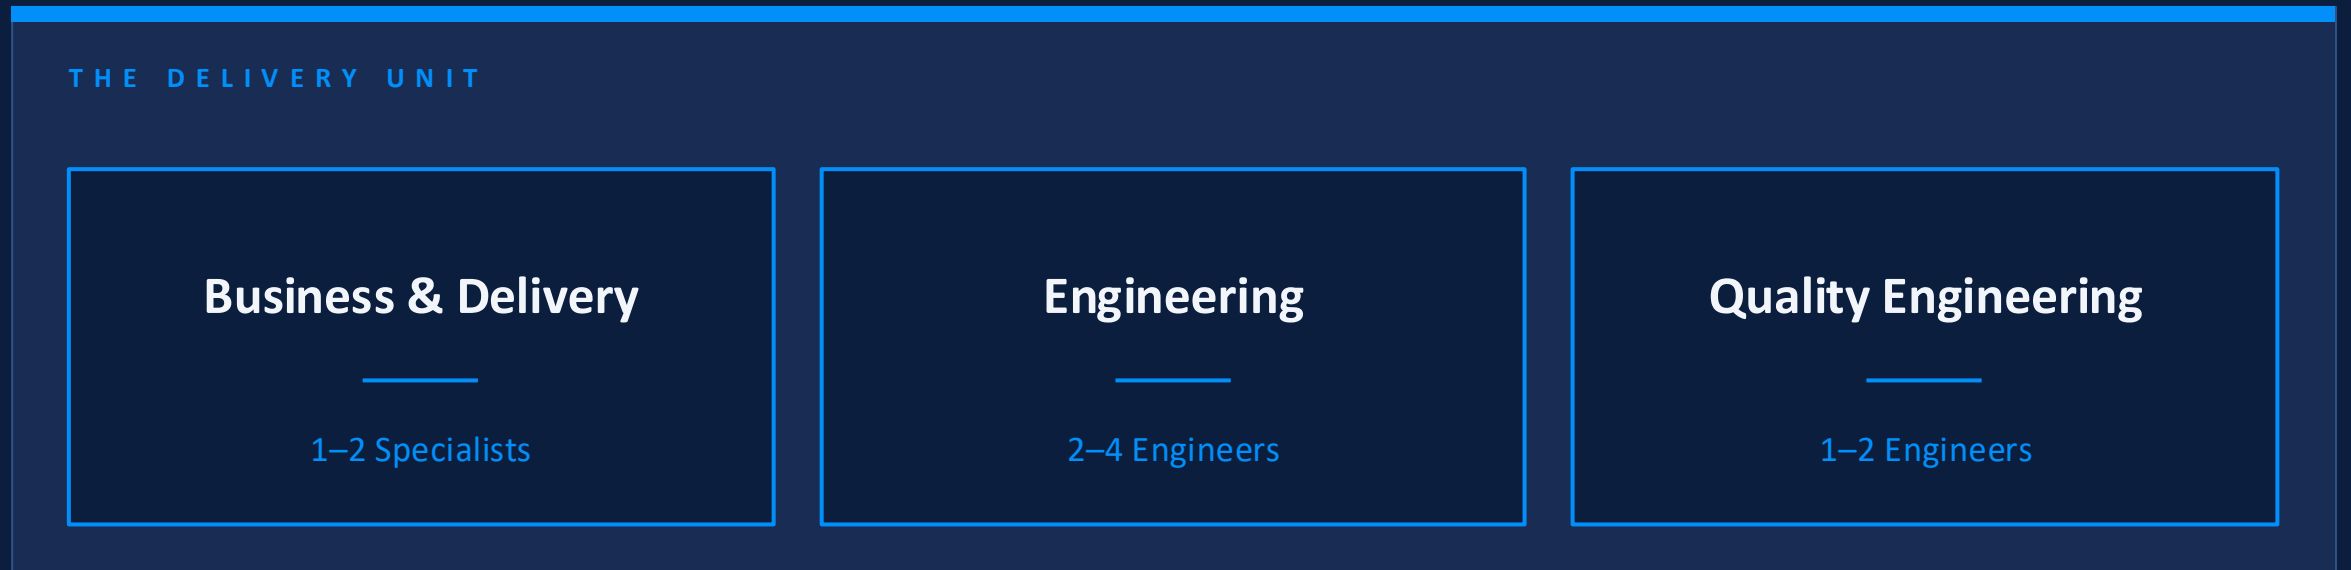 THE DELIVERY UNIT
Business & Delivery
1–2 Specialists
Engineering
2–4 Engineers
Quality Engineering
1–2 Engineers